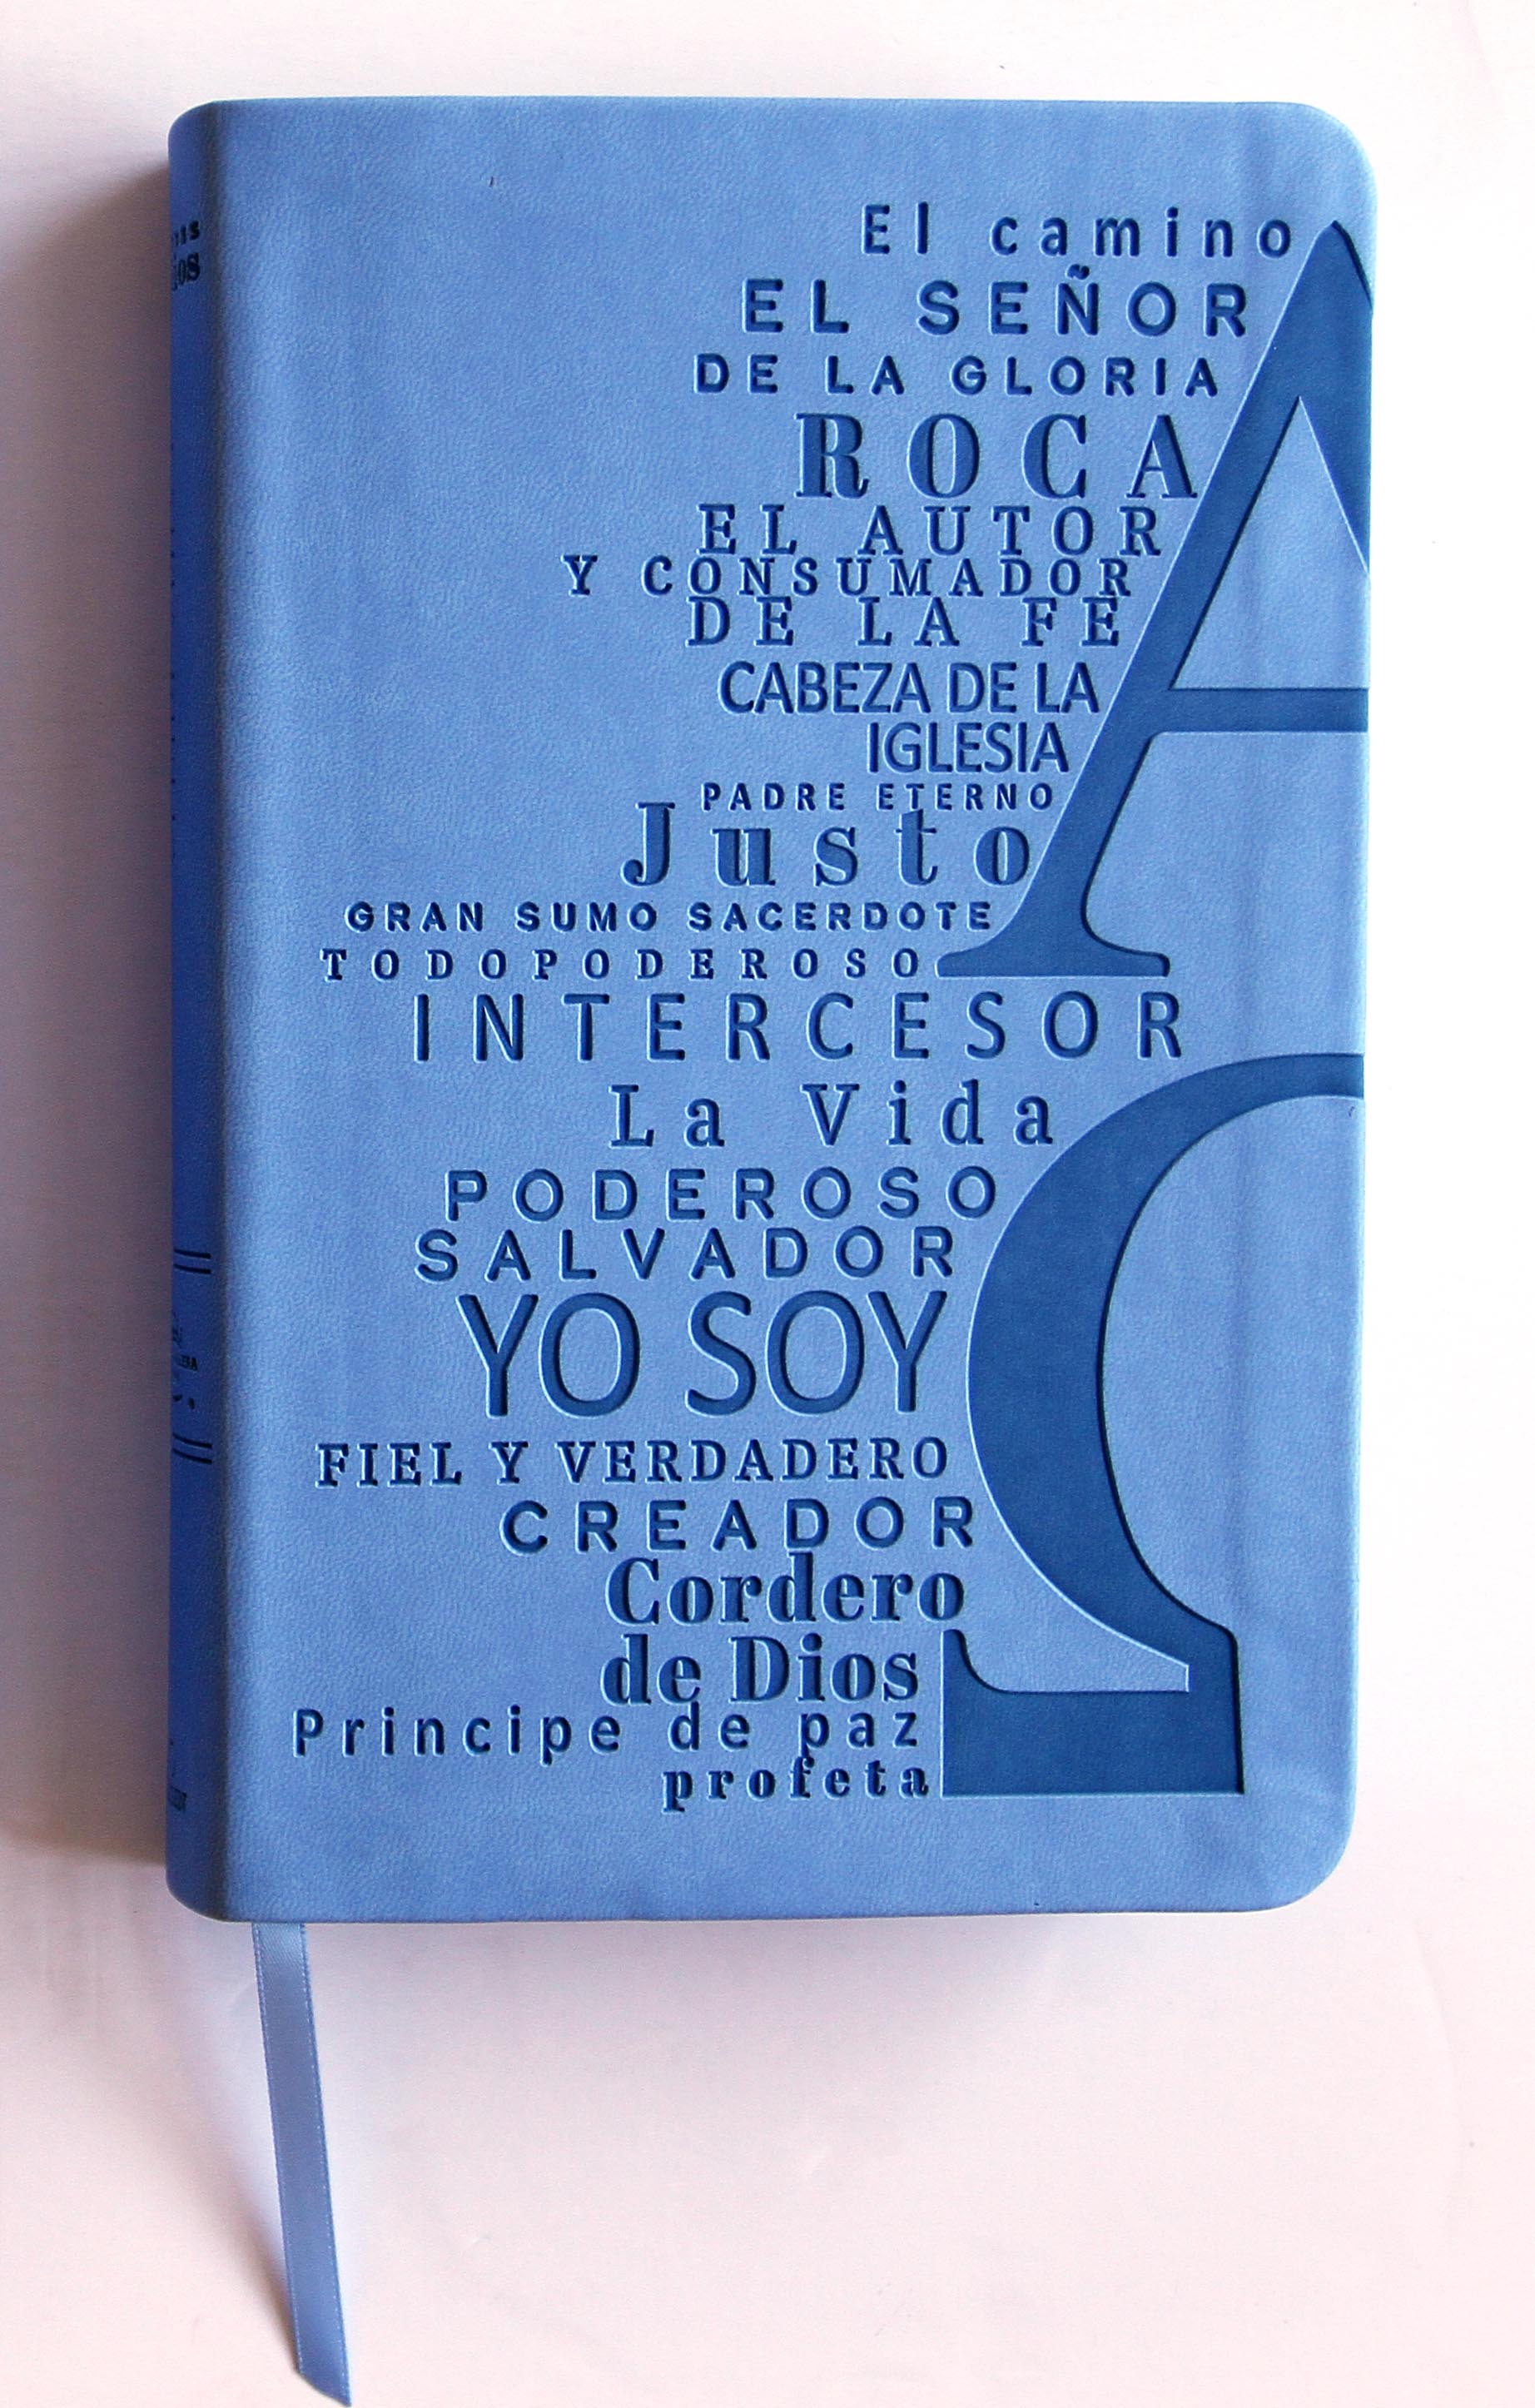 El camino
EL SEÑOR
DE LA GLORIA
ROCA
EL AUTOR
Y CONSUMADOR
DE LA FE
CABEZA DE LA
IGLESIA
PADRE ETERNO
Justo
GRAN SUMO SACERDOTE
TODOPODEROSO
INTERCESOR
La Vida
PODEROSO
SALVADOR
YO SOY
FIEL Y VERDADERO
CREADOR
Cordero
de Dios
Principe de paz
profeta
Α
Ω